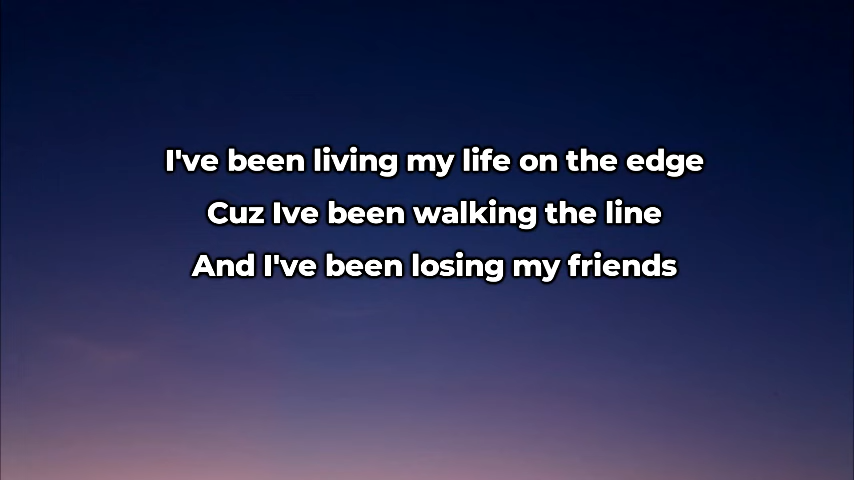 I've been living my life on the edge
Cuz Ive been walking the line
And I've been losing my friends